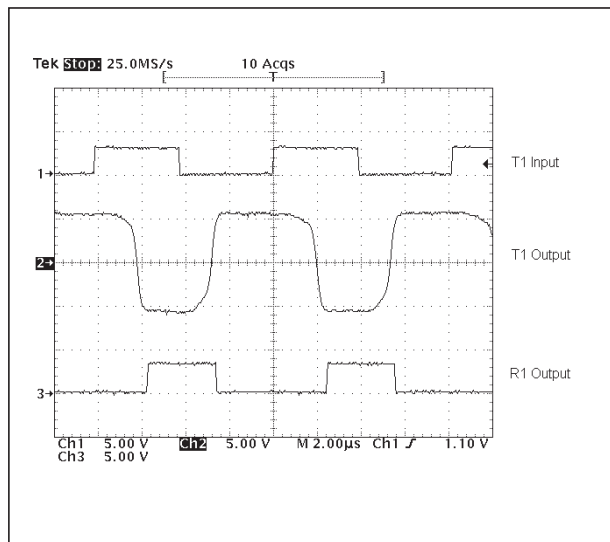 Tek Stop: 25.0MS/s 10 Acqs
T
1 T1 Input
2 T1 Output
3 R1 Output
Ch1 5.00 V Ch2 5.00 V M 2.00µs Ch1 1.10 V
Ch3 5.00 V